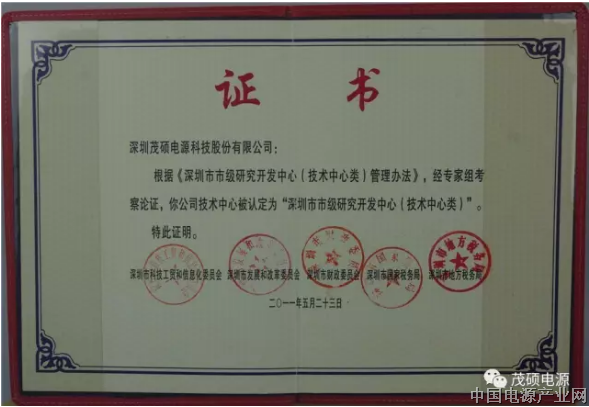 证 书
深圳茂硕电源科技股份有限公司：
根据《深圳市市级研究开发中心（技术中心类）管理办法》，经专家组考
察论证，你公司技术中心被认定为“深圳市市级研究开发中心（技术中心类）”。
特此证明。
深圳市科技工贸和信息化委员会 深圳市发展和改革委员会 深圳市财政委员会 深圳市国家税务局 深圳市地方税务局
二〇一一年五月二十三日
茂硕电源
中国电源产业网